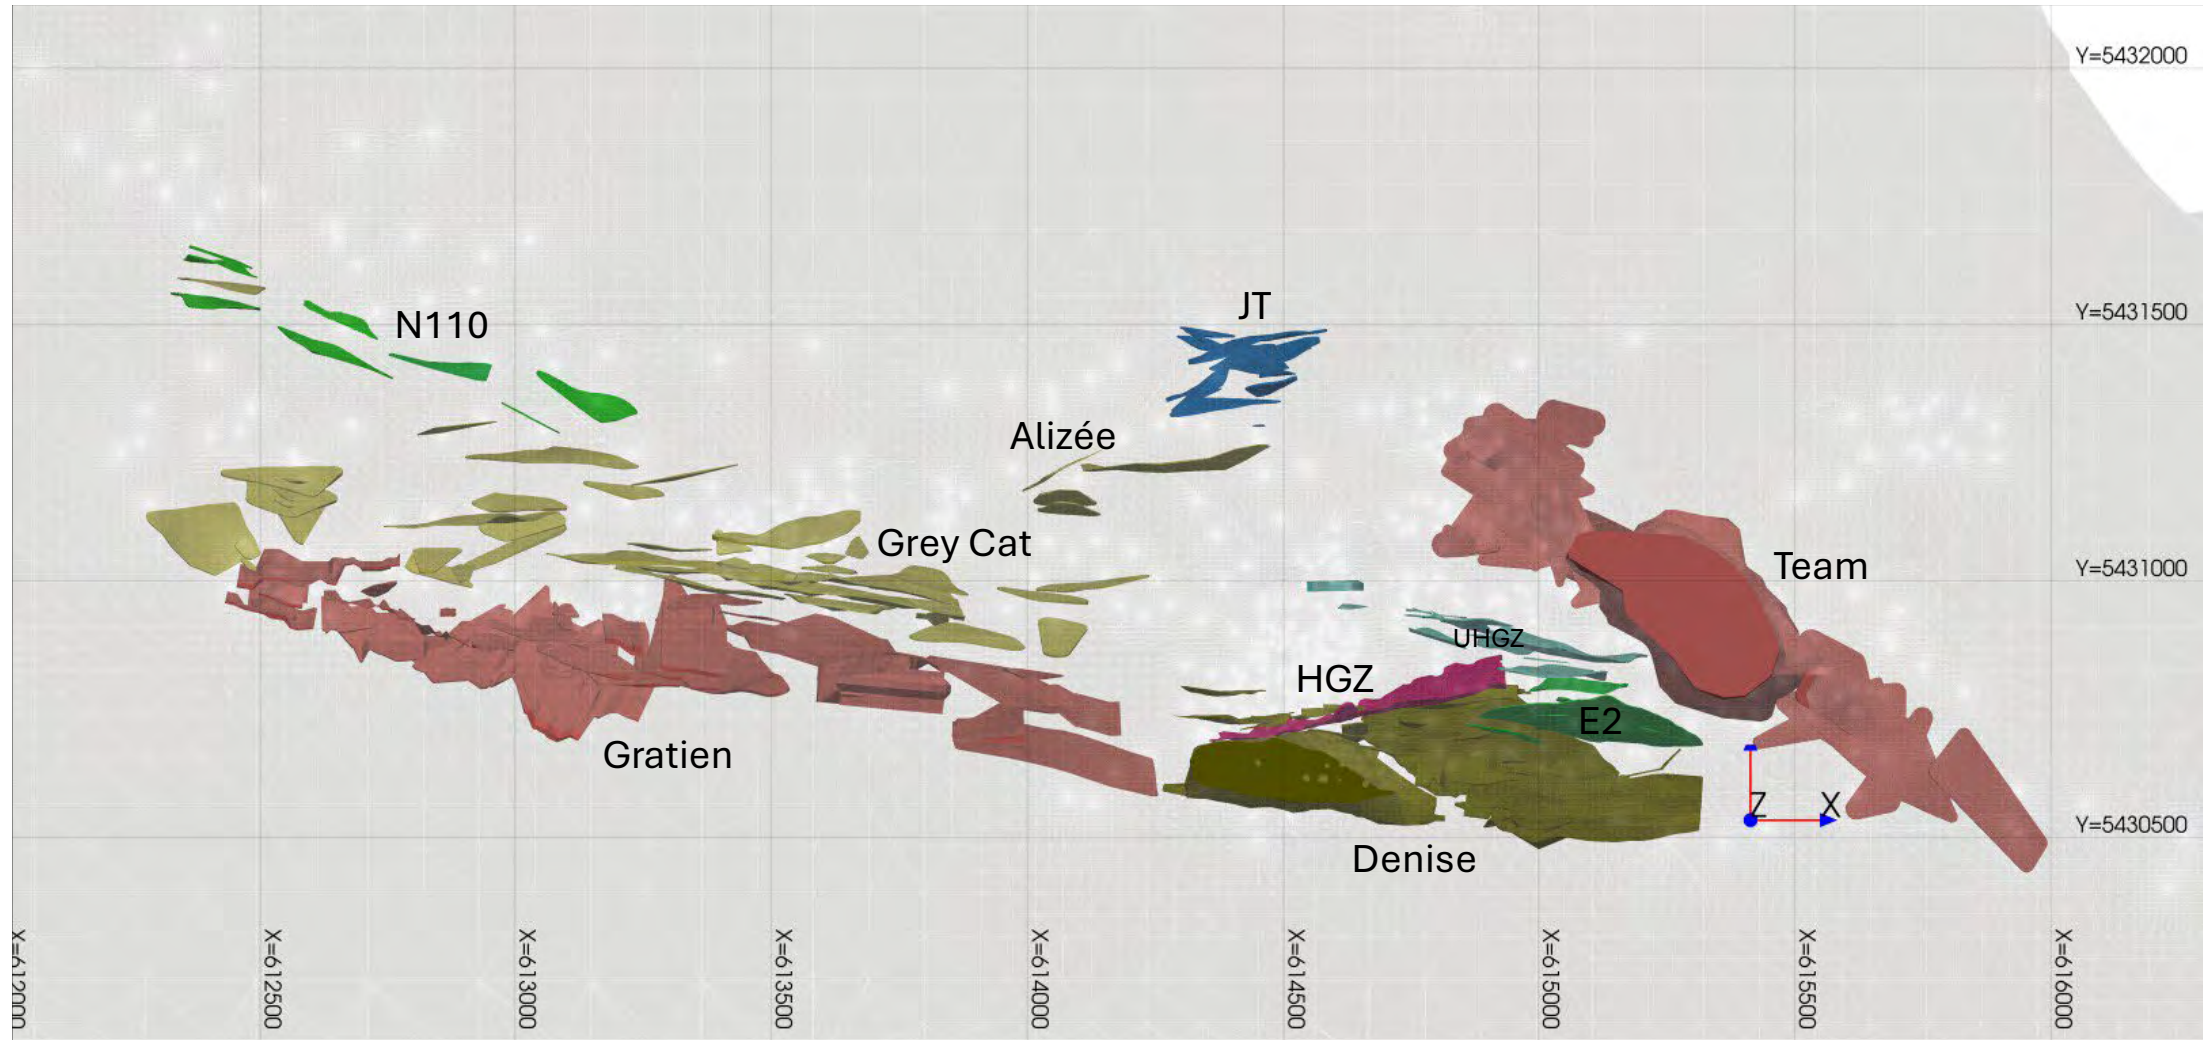 Y=5432000
JT
Y=5431500
N110
Alizée
Grey Cat
Team
Y=5431000
UHGZ
HGZ
E2
Gratien
Z
X
Y=5430500
Denise
X=612000
X=612500
X=613000
X=613500
X=614000
X=614500
X=615000
X=615500
X=616000